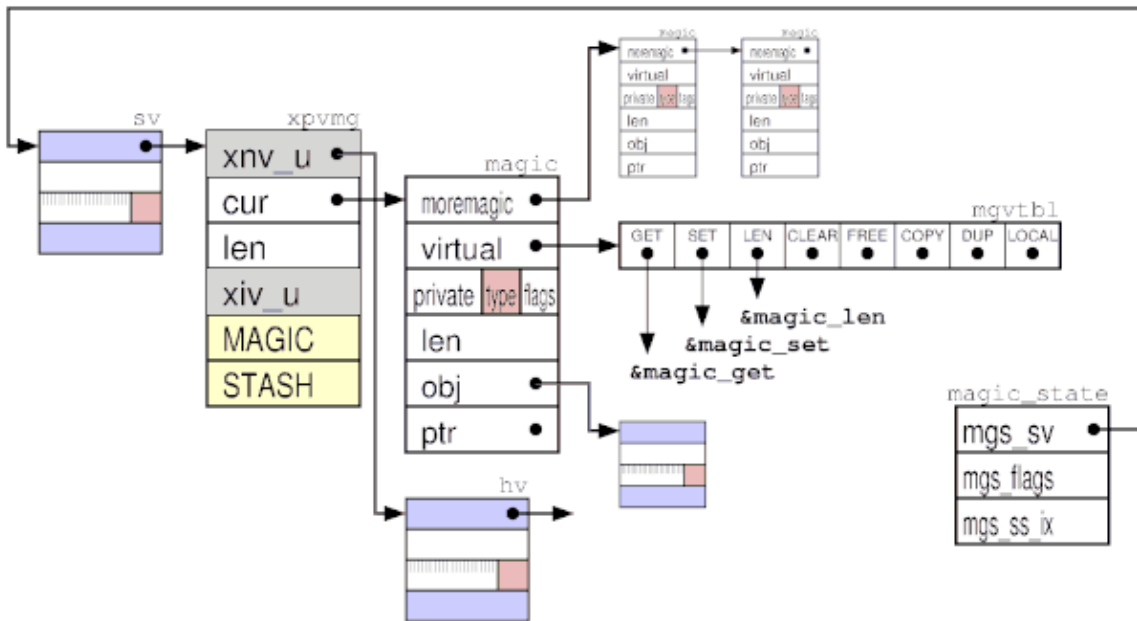 magic
moremagic
virtual
private type flags
len
obj
ptr
magic
moremagic
virtual
private type flags
len
obj
ptr
sv
xpvmg
xnv_u
cur
len
xiv_u
MAGIC
STASH
magic
moremagic
virtual
private type flags
len
obj
ptr
mgvtbl
GET SET LEN CLEAR FREE COPY DUP LOCAL
&magic_len
&magic_set
&magic_get
magic_state
mgs_sv
mgs_flags
mgs_ss_ix
hv